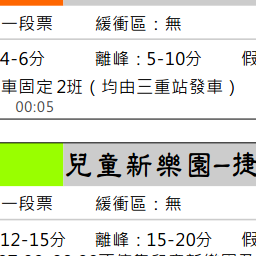 一段票 緩衝區：無
4-6分 離峰：5-10分
車固定2班（均由三重站發車）
00:05
兒童新樂園-捷
一段票 緩衝區：無
12-15分 離峰：15-20分